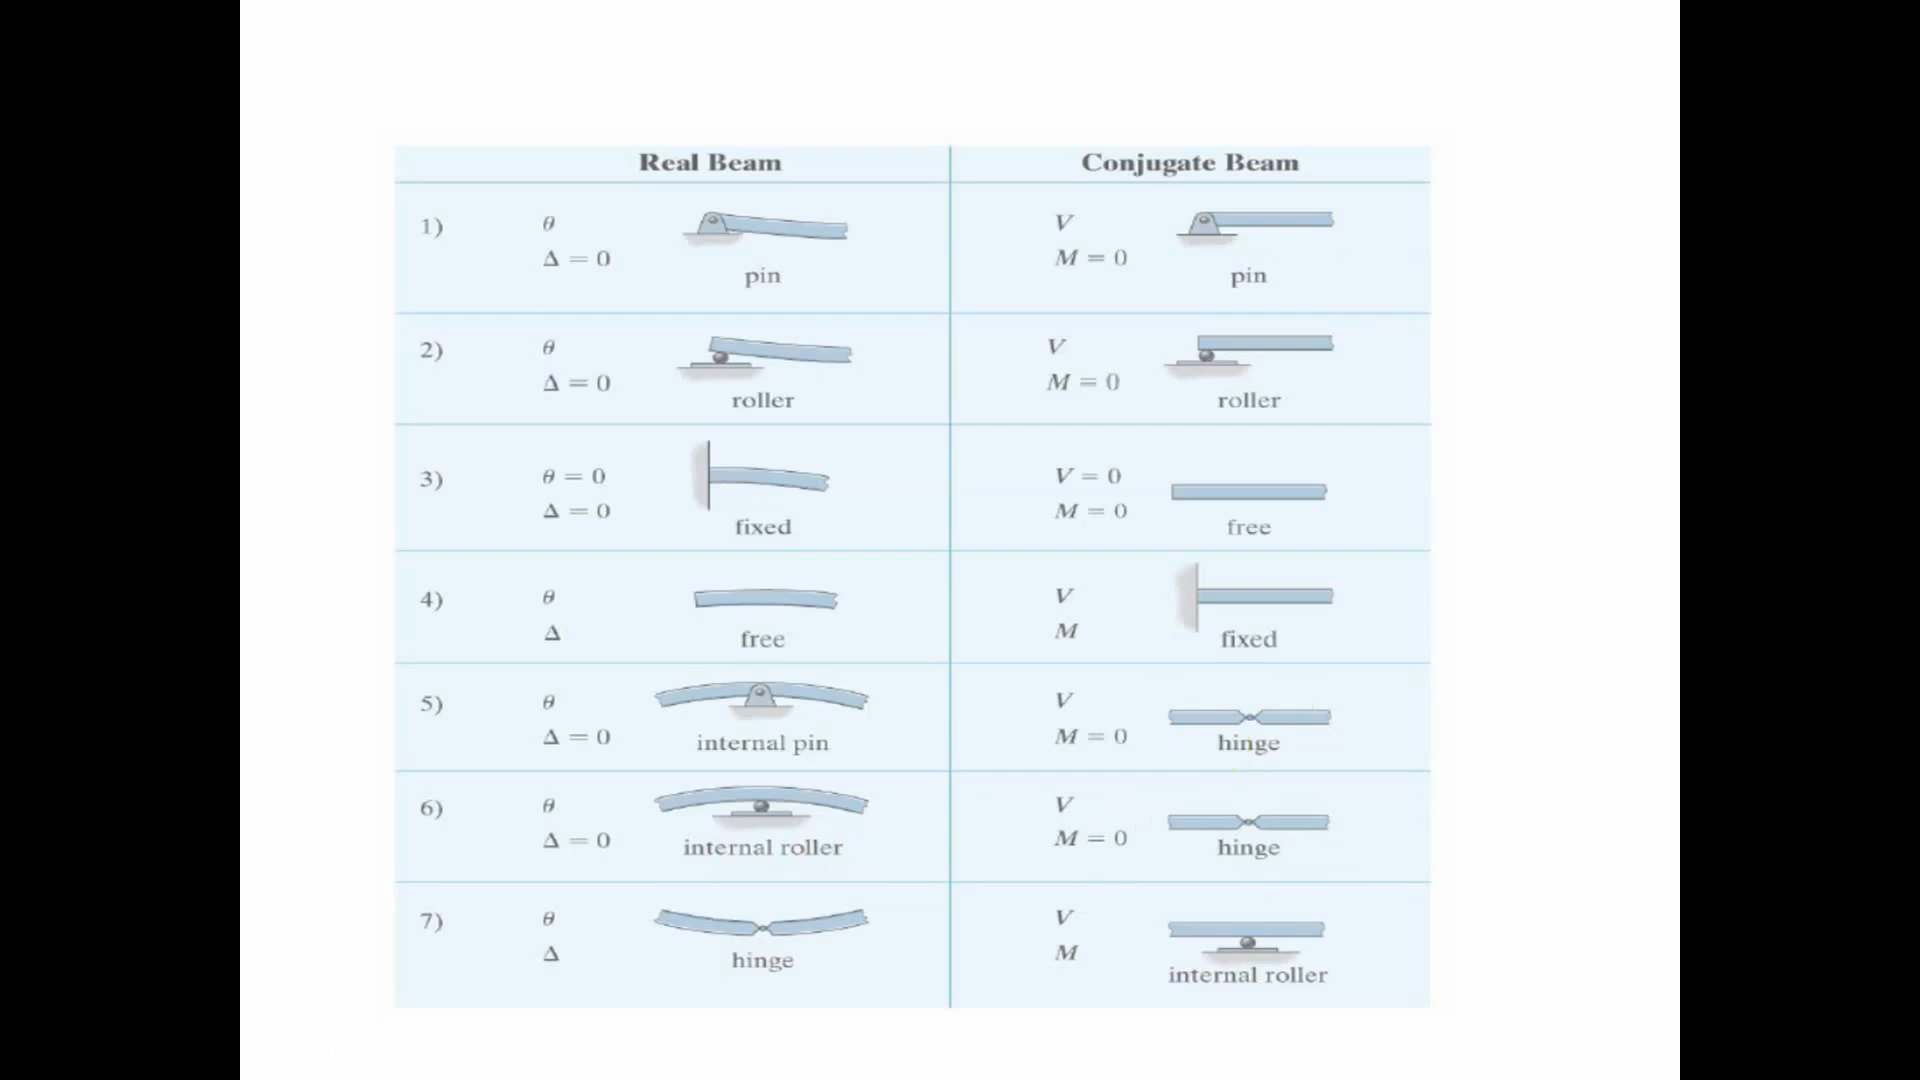 Real Beam Conjugate Beam
1) θ V
Δ = 0 M = 0
pin pin
2) θ V
Δ = 0 M = 0
roller roller
3) θ = 0 V = 0
Δ = 0 M = 0
fixed free
4) θ V
Δ M
free fixed
5) θ V
Δ = 0 M = 0
internal pin hinge
6) θ V
Δ = 0 M = 0
internal roller hinge
7) θ V
Δ M
hinge internal roller